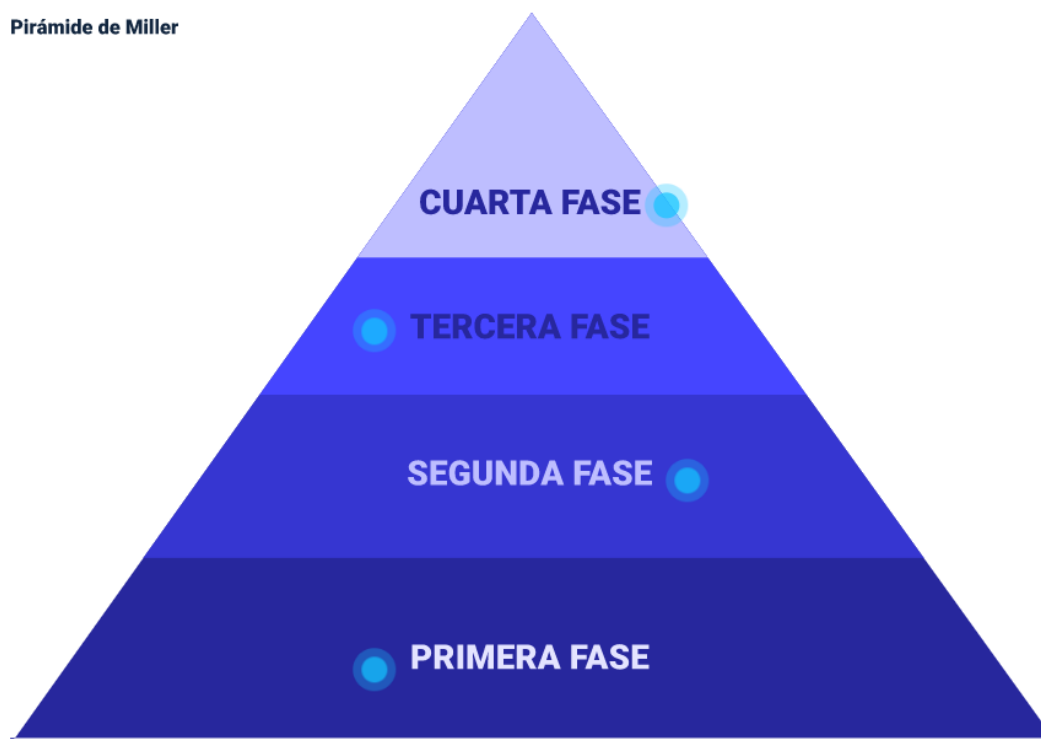 Pirámide de Miller
CUARTA FASE
TERCERA FASE
SEGUNDA FASE
PRIMERA FASE